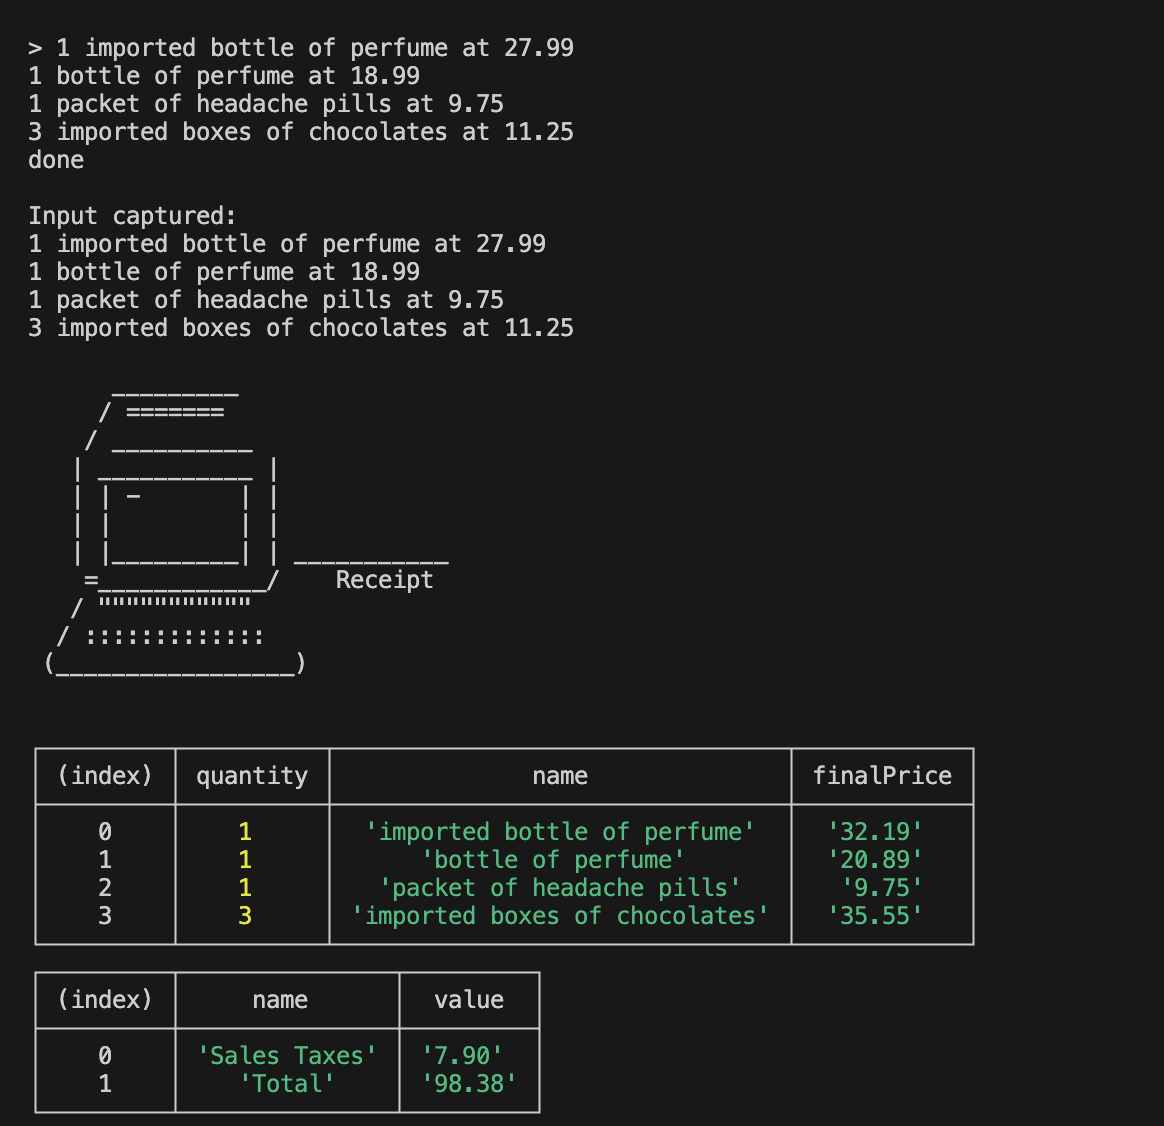 > 1 imported bottle of perfume at 27.99
1 bottle of perfume at 18.99
1 packet of headache pills at 9.75
3 imported boxes of chocolates at 11.25
done
Input captured:
1 imported bottle of perfume at 27.99
1 bottle of perfume at 18.99
1 packet of headache pills at 9.75
3 imported boxes of chocolates at 11.25
Receipt
(index) quantity name finalPrice
0 1 'imported bottle of perfume' '32.19'
1 1 'bottle of perfume' '20.89'
2 1 'packet of headache pills' '9.75'
3 3 'imported boxes of chocolates' '35.55'
(index) name value
0 'Sales Taxes' '7.90'
1 'Total' '98.38'